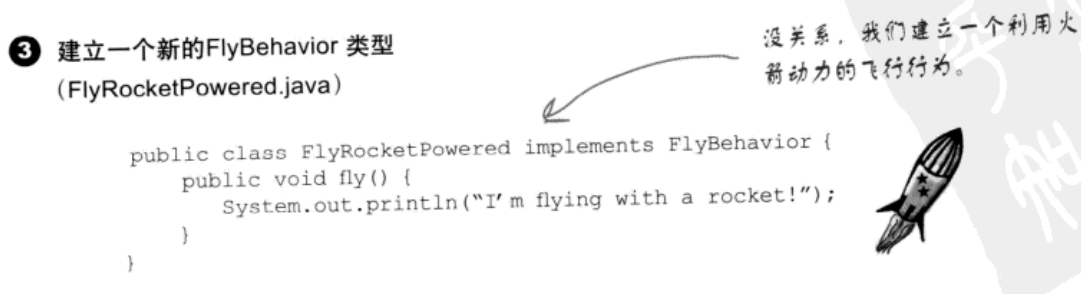 3 建立一个新的FlyBehavior 类型
（FlyRocketPowered.java）
没关系，我们建立一个利用火
箭动力的飞行行为。
public class FlyRocketPowered implements FlyBehavior {
    public void fly() {
        System.out.println(“I’m flying with a rocket!”);
    }
}